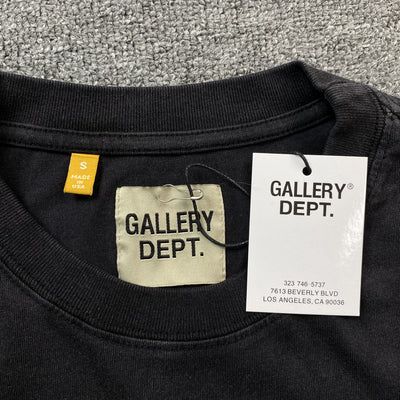 S
MADE
IN
USA
GALLERY
DEPT.
GALLERY®
DEPT.
323 746·5737
7613 BEVERLY BLVD
LOS ANGELES, CA 90036